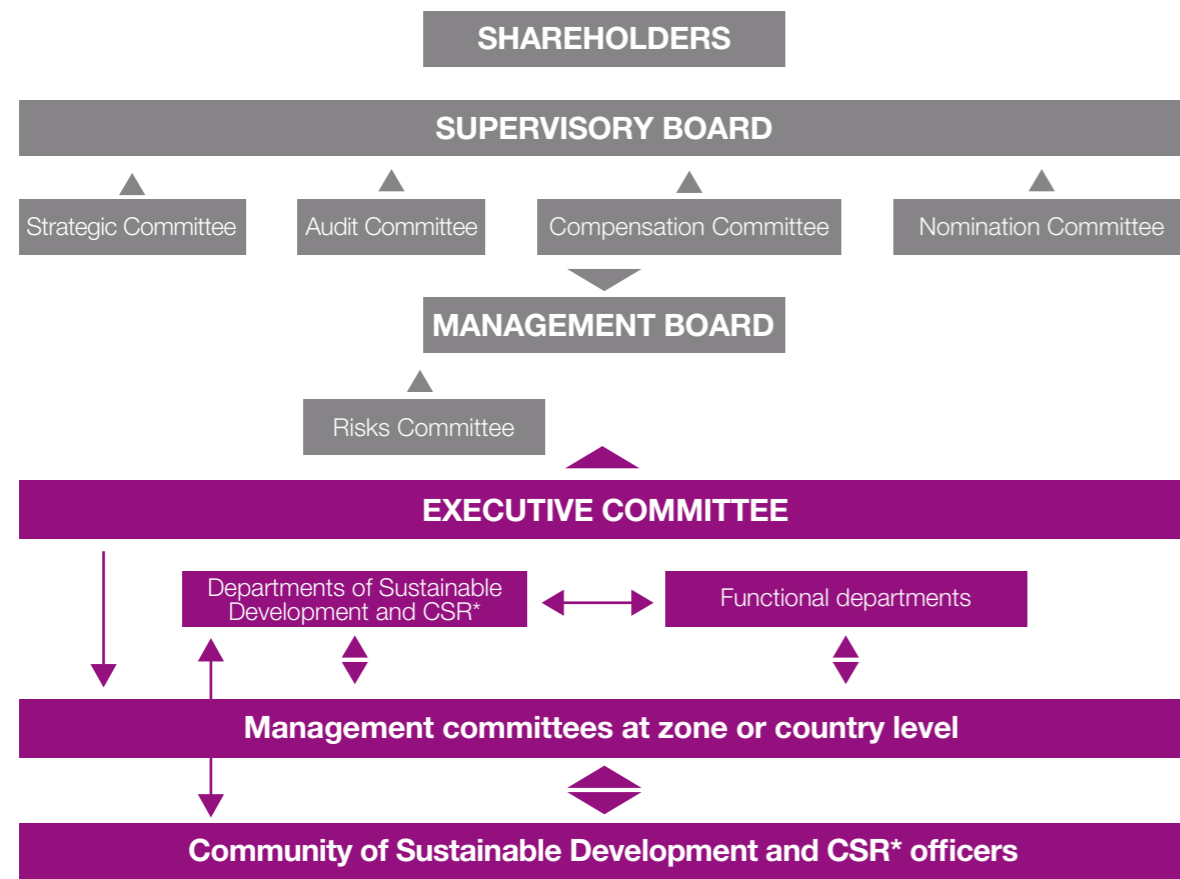 SHAREHOLDERS
SUPERVISORY BOARD
Strategic Committee
Audit Committee
Compensation Committee
Nomination Committee
MANAGEMENT BOARD
Risks Committee
EXECUTIVE COMMITTEE
Departments of Sustainable
Development and CSR*
Functional departments
Management committees at zone or country level
Community of Sustainable Development and CSR* officers